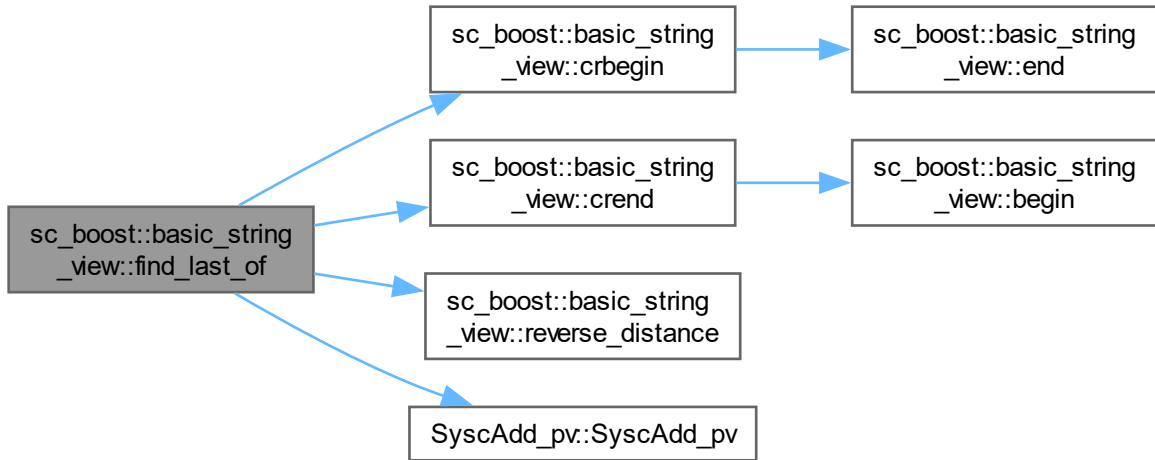 sc_boost::basic_string
_view::find_last_of
sc_boost::basic_string
_view::crbegin
sc_boost::basic_string
_view::end
sc_boost::basic_string
_view::crend
sc_boost::basic_string
_view::begin
sc_boost::basic_string
_view::reverse_distance
SyscAdd_pv::SyscAdd_pv